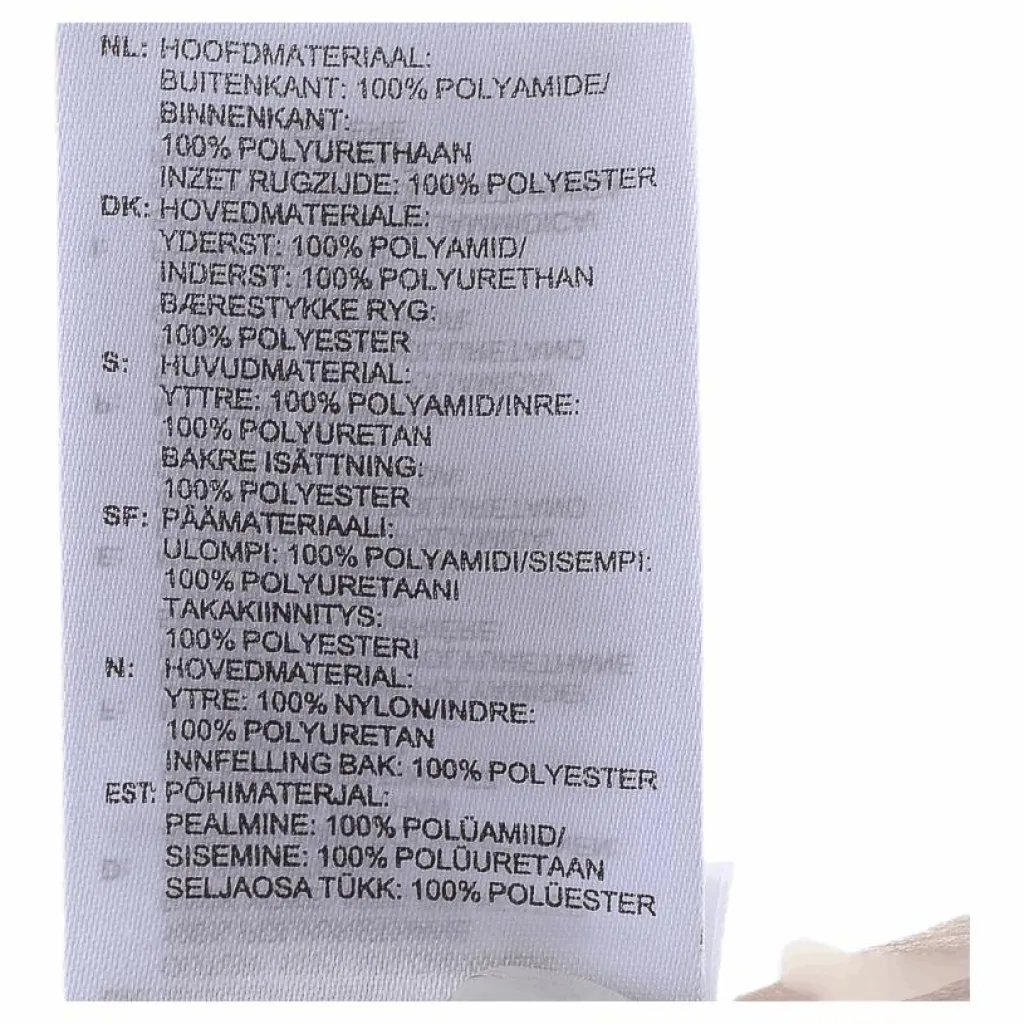 NL: HOOFDMATERIAAL:
BUITENKANT: 100% POLYAMIDE/
BINNENKANT:
100% POLYURETHAAN
INZET RUGZIJDE: 100% POLYESTER
DK: HOVEDMATERIALE:
YDERST: 100% POLYAMID/
INDERST: 100% POLYURETHAN
BÆRESTYKKE RYG:
100% POLYESTER
S: HUVUDMATERIAL:
YTTRE: 100% POLYAMID/INRE:
100% POLYURETAN
BAKRE ISÄTTNING:
100% POLYESTER
SF: PÄÄMATERIAALI:
ULOMPI: 100% POLYAMIDI/SISEMPI:
100% POLYURETAANI
TAKAKIINNITYS:
100% POLYESTERI
N: HOVEDMATERIAL:
YTRE: 100% NYLON/INDRE:
100% POLYURETAN
INNFELLING BAK: 100% POLYESTER
EST: PÕHIMATERJAL:
PEALMINE: 100% POLÜAMIID/
SISEMINE: 100% POLÜURETAAN
SELJAOSA TÜKK: 100% POLÜESTER